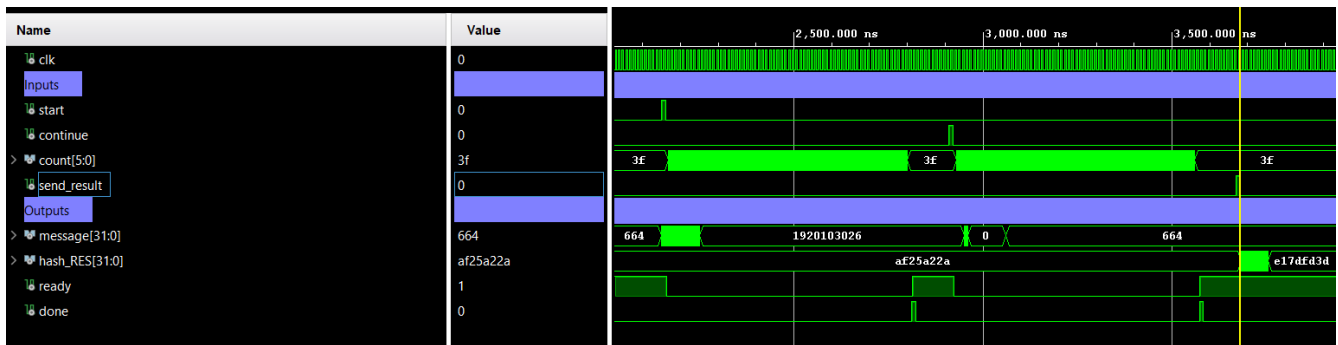 Name Value 2,500.000 ns 3,000.000 ns 3,500.000 ns
clk 0
Inputs
start 0
continue 0
count[5:0] 3f 3f 3f 3f
send_result 0
Outputs
message[31:0] 664 664 1920103026 0 664
hash_RES[31:0] af25a22a af25a22a e17dfd3d
ready 1
done 0